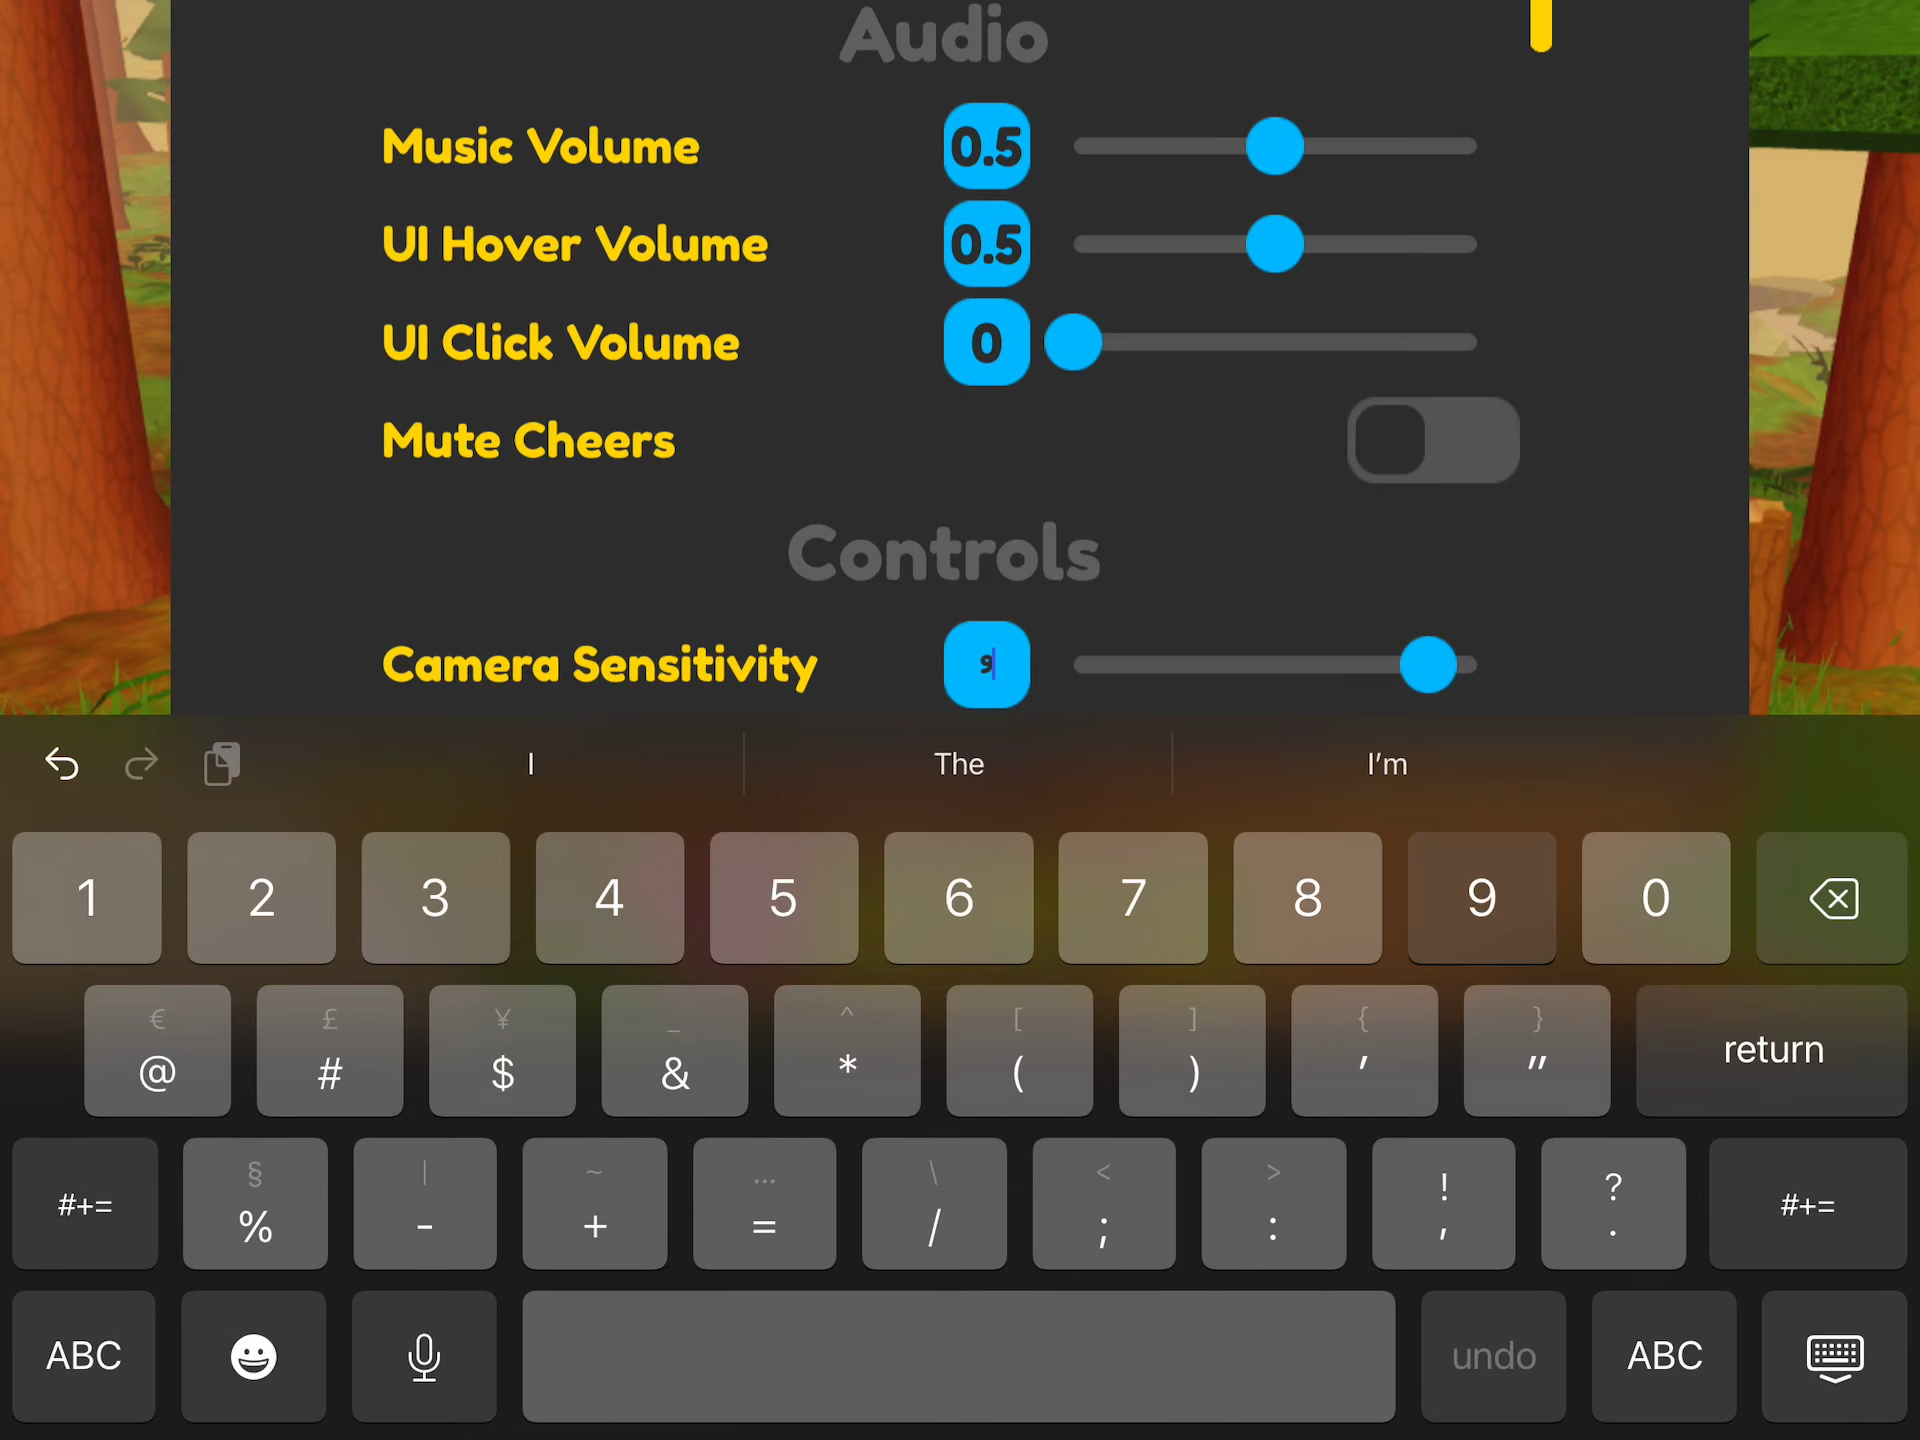 Audio
Music Volume 0.5
UI Hover Volume 0.5
UI Click Volume 0
Mute Cheers
Controls
Camera Sensitivity 9
I The I'm
1 2 3 4 5 6 7 8 9 0
€ £ ¥ _ ^ [ ] { }
@ # $ & * ( ) ' " return
§ | ~ … \ < > ! ?
#+= % - + = / ; : , . #+=
ABC undo ABC